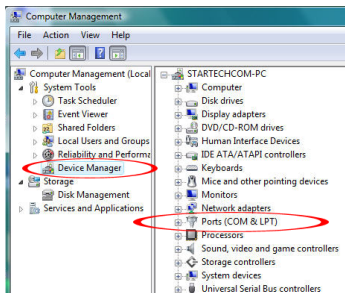 Computer Management
File Action View Help
Computer Management (Local
System Tools
Task Scheduler
Event Viewer
Shared Folders
Local Users and Groups
Reliability and Performa
Device Manager
Storage
Disk Management
Services and Applications
STARTECHCOM-PC
Computer
Disk drives
Display adapters
DVD/CD-ROM drives
Human Interface Devices
IDE ATA/ATAPI controllers
Keyboards
Mice and other pointing devices
Monitors
Network adapters
Ports (COM & LPT)
Processors
Sound, video and game controllers
Storage controllers
System devices
Universal Serial Bus controllers